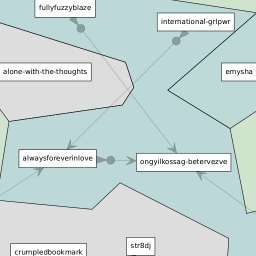 fullyfuzzyblaze
international-grlpwr
alone-with-the-thoughts
emysha
alwaysforeverinlove
ongyilkossag-betervezve
str8dj
crumpledbookmark